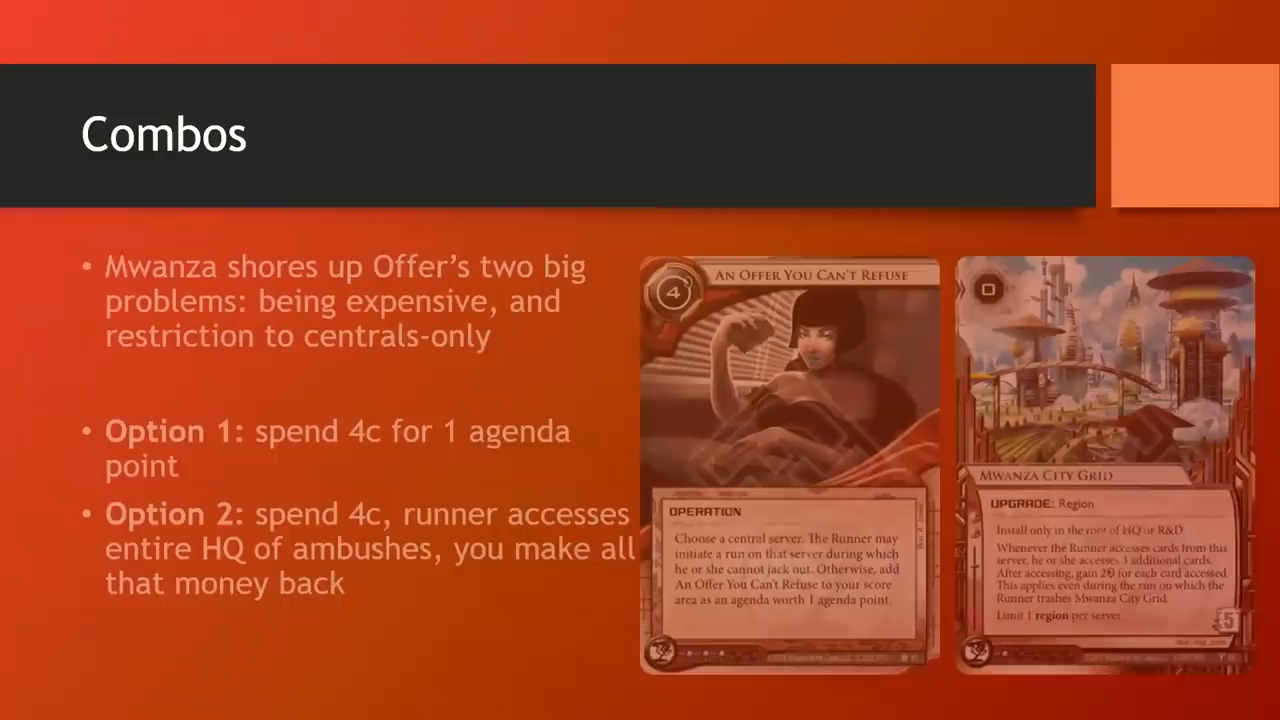 Combos
• Mwanza shores up Offer's two big
problems: being expensive, and
restriction to centrals-only
• Option 1: spend 4c for 1 agenda
point
• Option 2: spend 4c, runner accesses
entire HQ of ambushes, you make all
that money back
4
AN OFFER YOU CAN'T REFUSE
OPERATION
Choose a central server. The Runner may
initiate a run on that server during which
he or she cannot jack out. Otherwise, add
An Offer You Can't Refuse to your score
area as an agenda worth 1 agenda point.
0
MWANZA CITY GRID
UPGRADE: Region
Install only in the root of HQ or R&D
Whenever the Runner accesses cards from this
server, he or she accesses 3 additional cards.
After accessing, gain 2 for each card accessed.
This applies even during the run on which the
Runner trashes Mwanza City Grid.
Limit 1 region per server
5